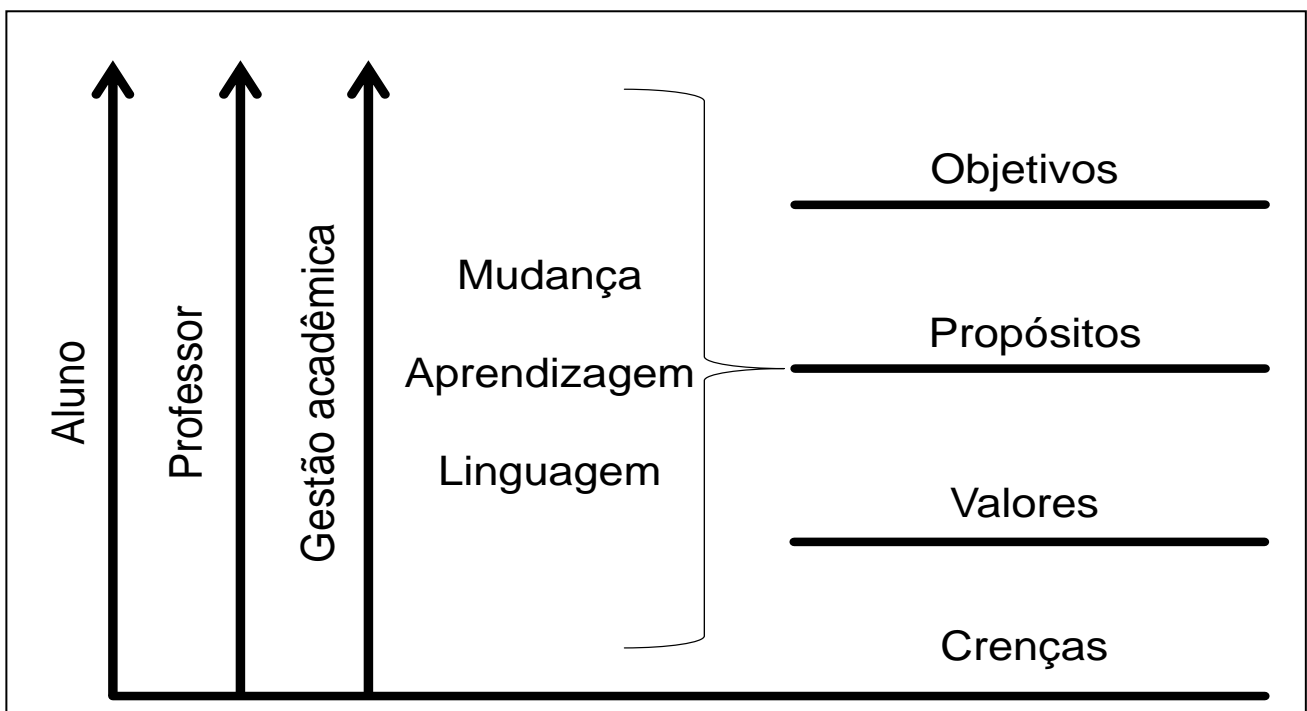 Aluno
Professor
Gestão acadêmica
Mudança
Aprendizagem
Linguagem
Objetivos
Propósitos
Valores
Crenças